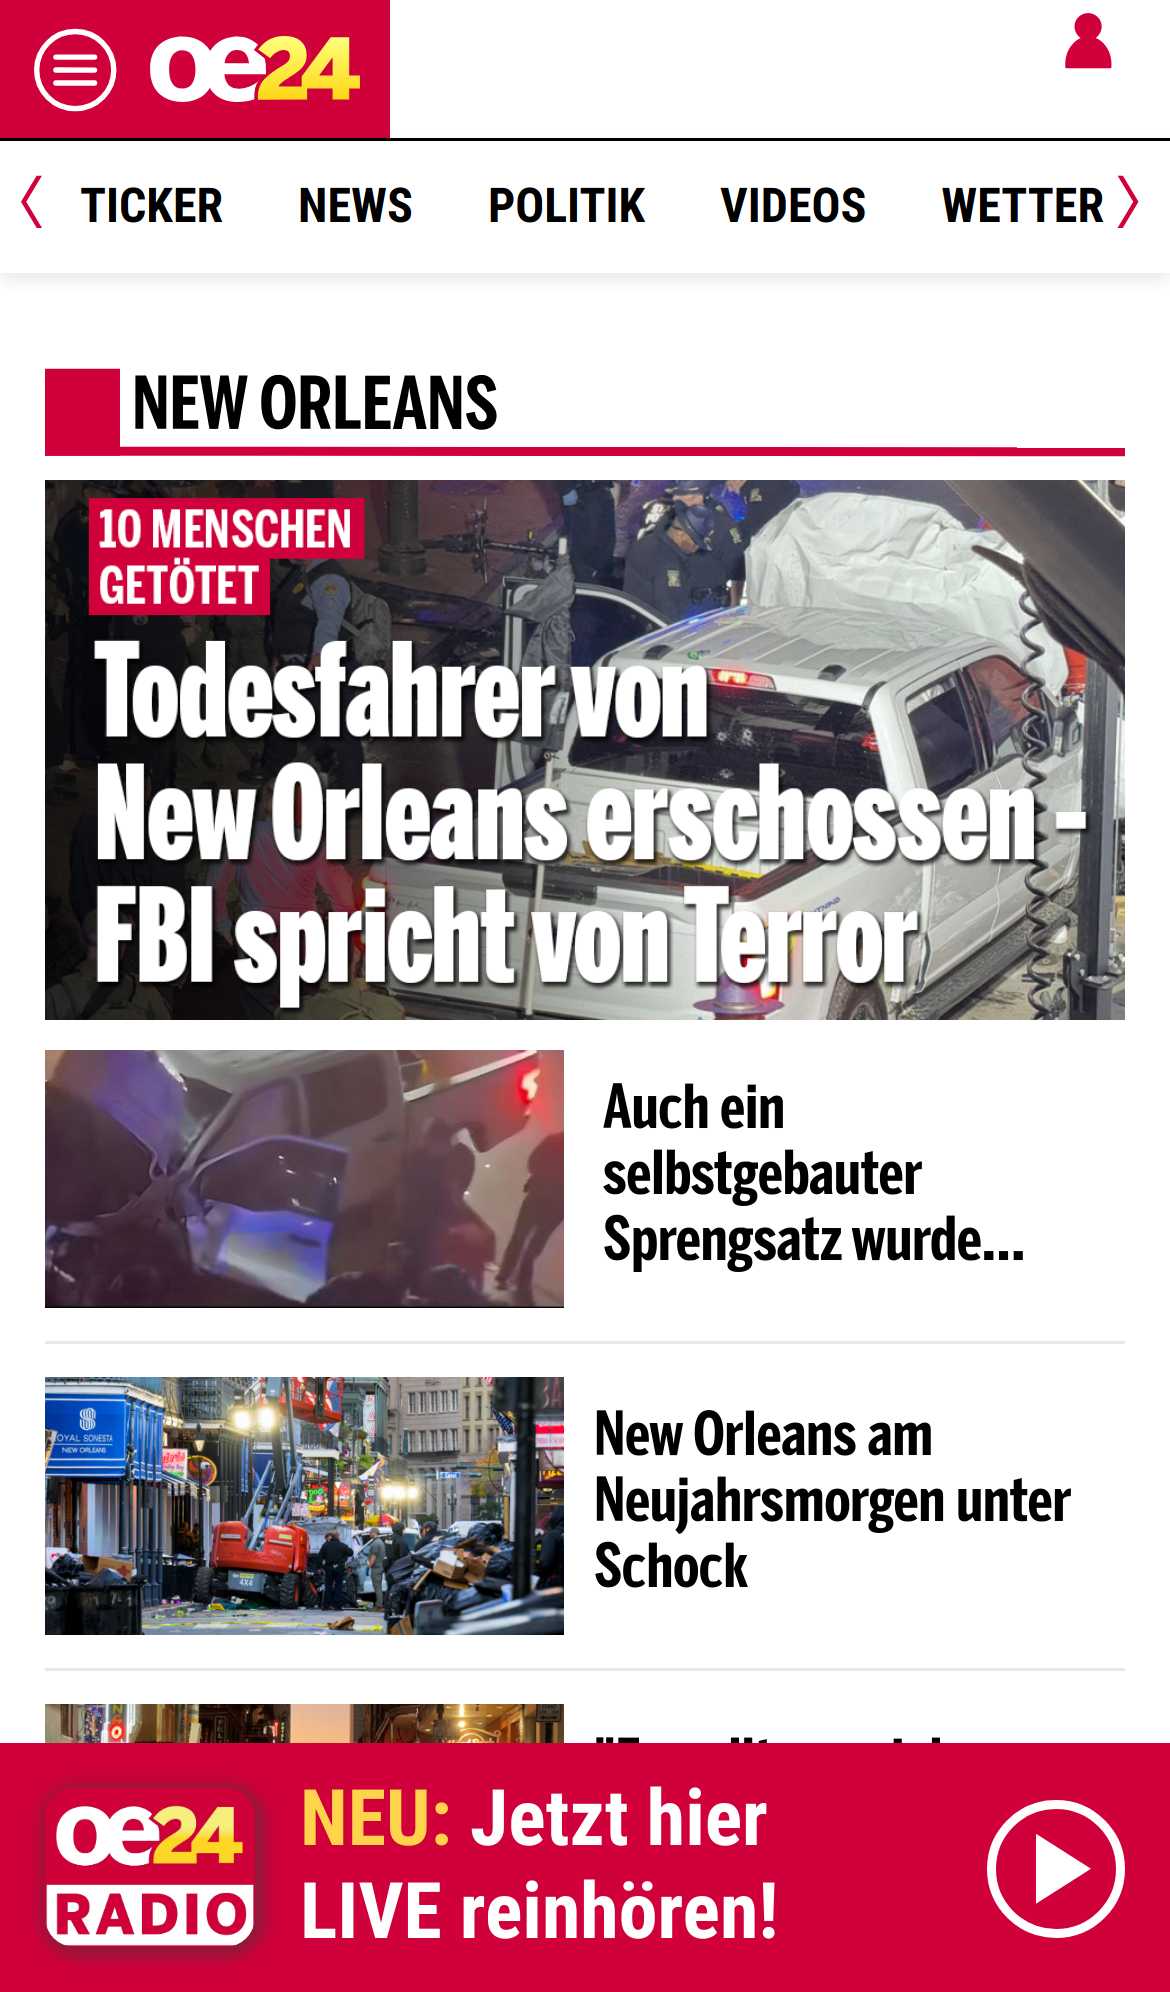 oe24
TICKER NEWS POLITIK VIDEOS WETTER
NEW ORLEANS
10 MENSCHEN
GETÖTET
Todesfahrer von
New Orleans erschossen -
FBI spricht von Terror
Auch ein
selbstgebauter
Sprengsatz wurde...
ROYAL SONESTA
NEW ORLEANS
4X4
New Orleans am
Neujahrsmorgen unter
Schock
oe24
RADIO
NEU: Jetzt hier
LIVE reinhören!